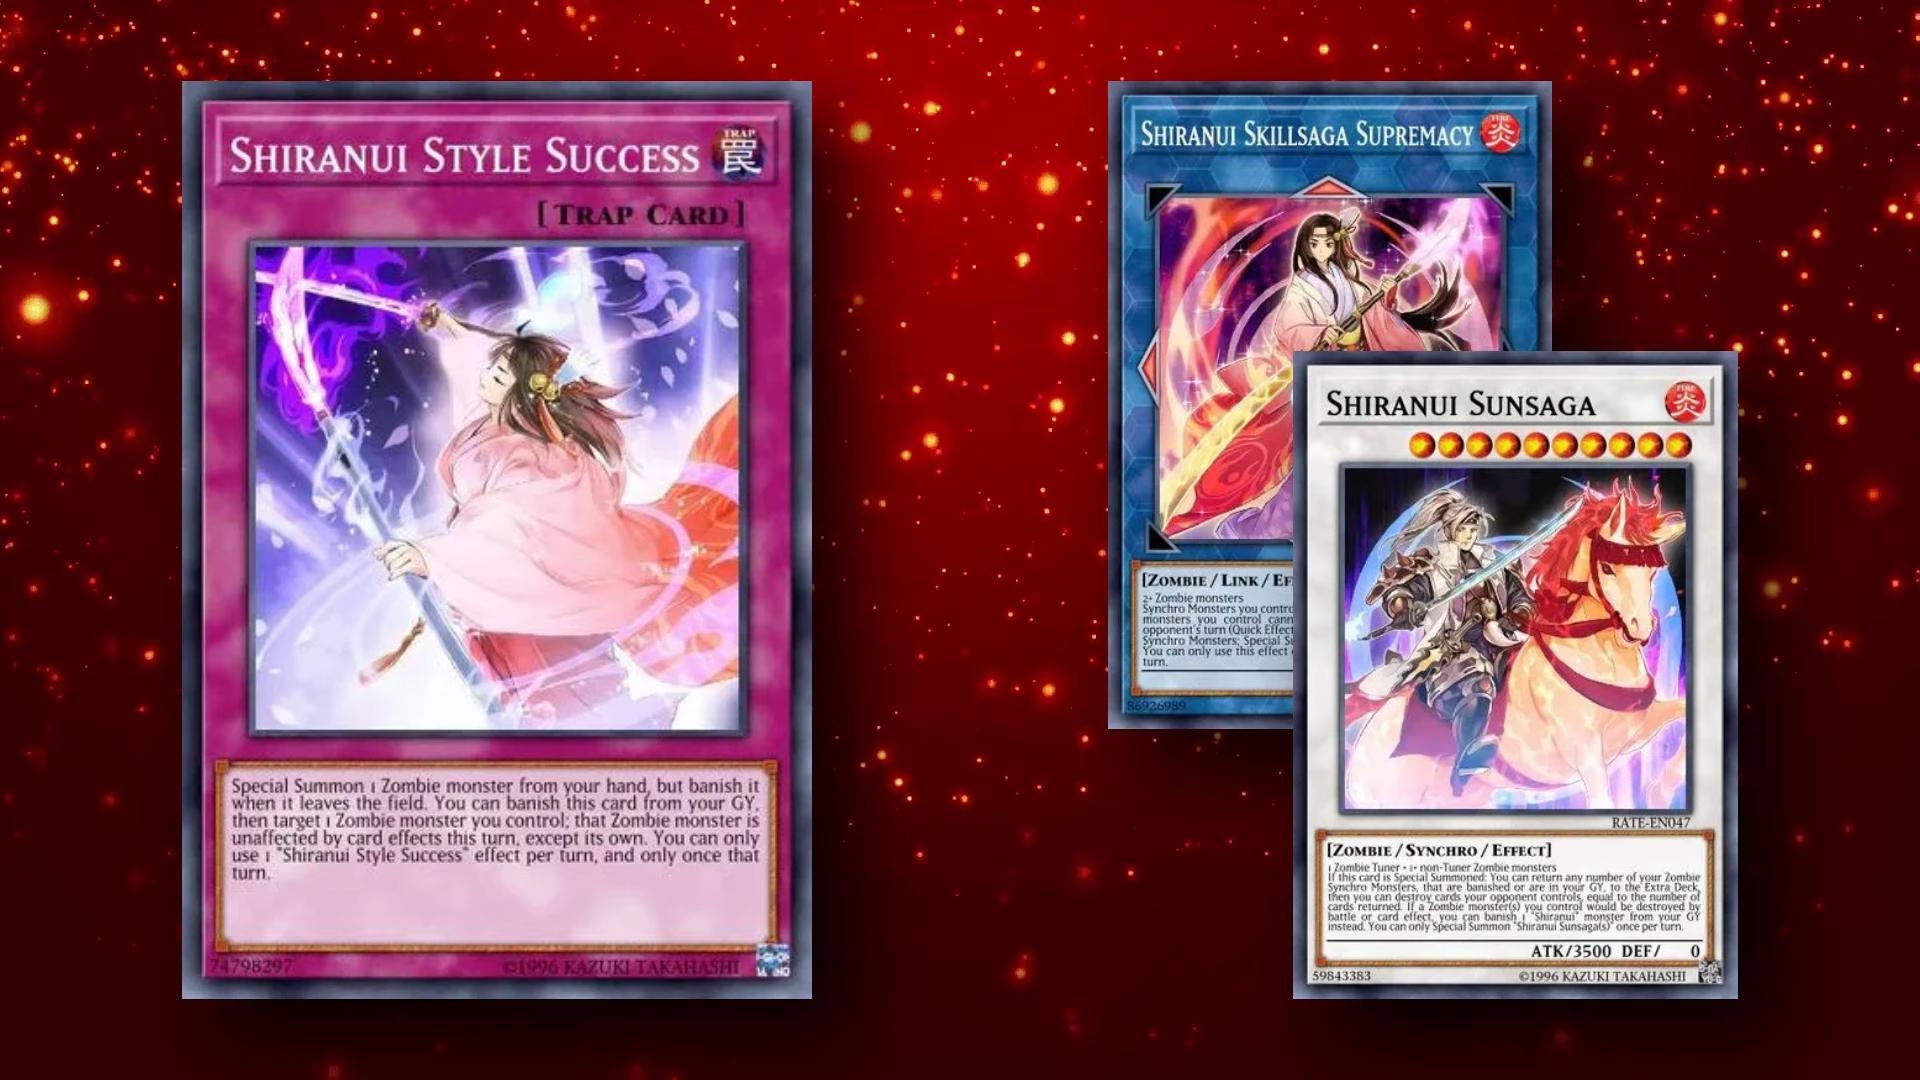 SHIRANUI STYLE SUCCESS
TRAP
罠
[TRAP CARD]
Special Summon 1 Zombie monster from your hand, but banish it
when it leaves the field. You can banish this card from your GY,
then target 1 Zombie monster you control; that Zombie monster is
unaffected by card effects this turn, except its own. You can only
use 1 "Shiranui Style Success" effect per turn, and only once that
turn.
74798297
©1996 KAZUKI TAKAHASHI
SHIRANUI SKILLSAGA SUPREMACY
FIRE
炎
[ZOMBIE / LINK / EF
2+ Zombie monsters
Synchro Monsters you contro
monsters you control cann
opponent's turn (Quick Effect
Synchro Monsters; Special Su
You can only use this effect
turn.
86926989
SHIRANUI SUNSAGA
FIRE
炎
RATE-EN047
[ZOMBIE / SYNCHRO / EFFECT]
1 Zombie Tuner + 1+ non-Tuner Zombie monsters
If this card is Special Summoned: You can return any number of your Zombie
Synchro Monsters, that are banished or are in your GY, to the Extra Deck,
then you can destroy cards your opponent controls, equal to the number of
cards returned. If a Zombie monster(s) you control would be destroyed by
battle or card effect, you can banish 1 "Shiranui" monster from your GY
instead. You can only Special Summon "Shiranui Sunsaga(s)" once per turn.
ATK/3500 DEF/ 0
59843383
©1996 KAZUKI TAKAHASHI